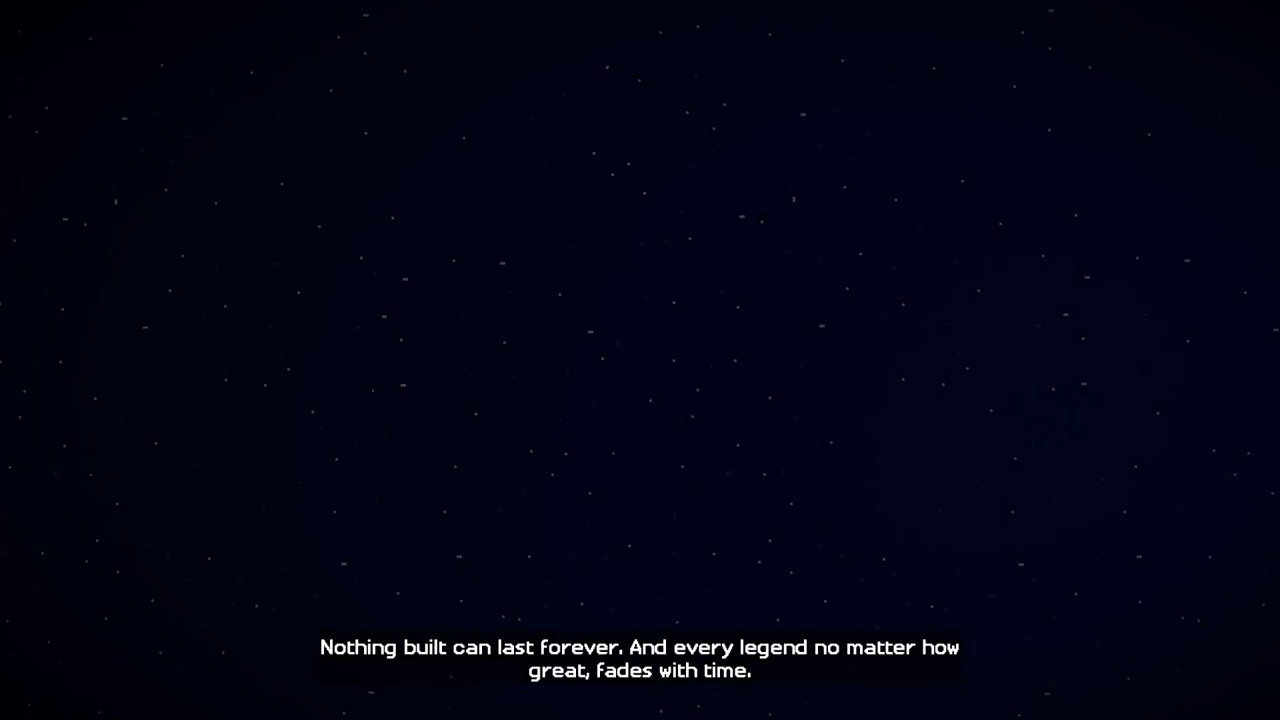 Nothing built can last forever. And every legend no matter how
great, fades with time.